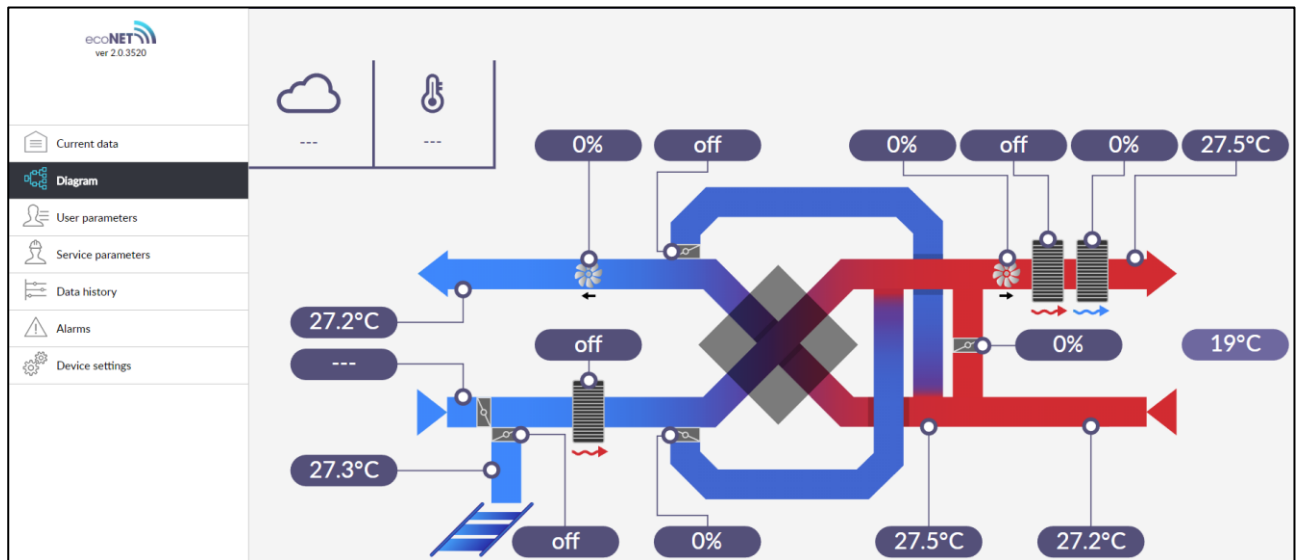 ecoNET
ver 2.0.3520
Current data
Diagram
User parameters
Service parameters
Data history
Alarms
Device settings
--- ---
0% off 0% off 0% 27.5°C
27.2°C
---
off
0%
19°C
27.3°C
off 0% 27.5°C 27.2°C